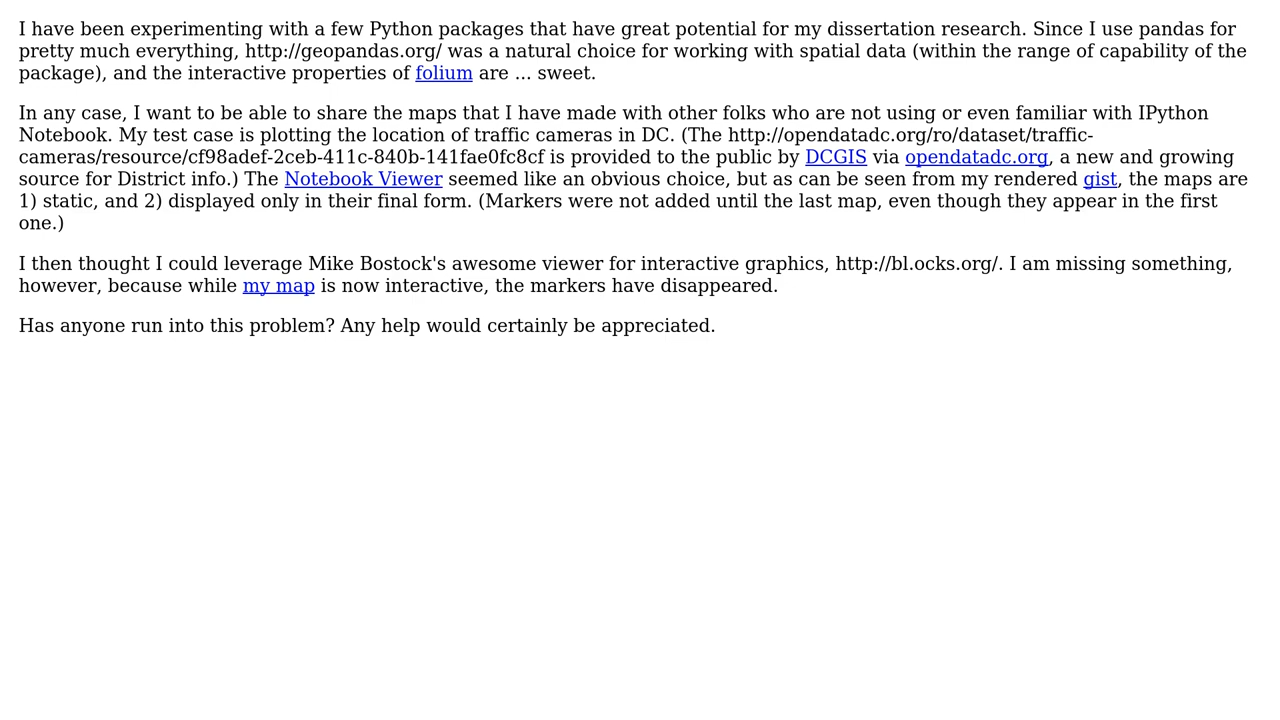 I have been experimenting with a few Python packages that have great potential for my dissertation research. Since I use pandas for
pretty much everything, http://geopandas.org/ was a natural choice for working with spatial data (within the range of capability of the
package), and the interactive properties of folium are ... sweet.
In any case, I want to be able to share the maps that I have made with other folks who are not using or even familiar with IPython
Notebook. My test case is plotting the location of traffic cameras in DC. (The http://opendatadc.org/ro/dataset/traffic-
cameras/resource/cf98adef-2ceb-411c-840b-141fae0fc8cf is provided to the public by DCGIS via opendatadc.org, a new and growing
source for District info.) The Notebook Viewer seemed like an obvious choice, but as can be seen from my rendered gist, the maps are
1) static, and 2) displayed only in their final form. (Markers were not added until the last map, even though they appear in the first
one.)
I then thought I could leverage Mike Bostock's awesome viewer for interactive graphics, http://bl.ocks.org/. I am missing something,
however, because while my map is now interactive, the markers have disappeared.
Has anyone run into this problem? Any help would certainly be appreciated.